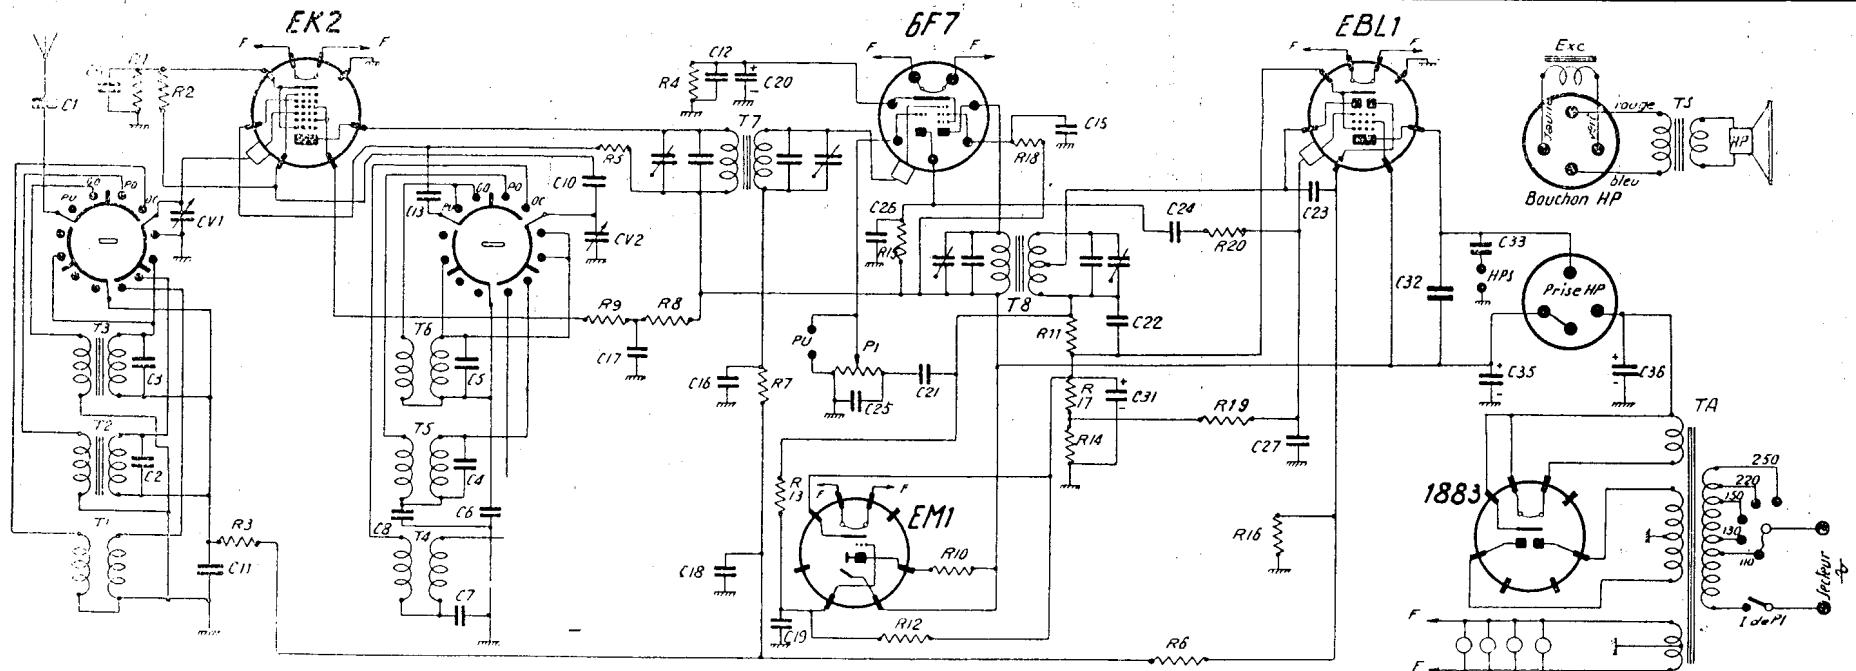 EK2
6F7
EBL1
F
F
F
F
F
F
Exc
C1
R2
R4
C12
C20
T7
C15
R18
rouge
TS
HP
bleu
Bouchon HP
PU
GO
PO
OC
CV1
PU
GO
PO
OC
C13
R5
C10
CV2
C26
R15
C24
R20
C23
C33
HPS
C32
Prise HP
T3
C3
T6
C5
R9
R8
C17
T8
C22
R11
PU
P1
C16
R7
C25
C21
R17
C31
R19
C35
C36
TA
T2
C2
T5
C4
R14
C27
R13
F
F
EM1
1883
250
220
150
130
110
T1
R3
C8
C6
T4
C11
C7
C18
R10
R16
Secteur
C19
R12
I de P1
R6
F
F